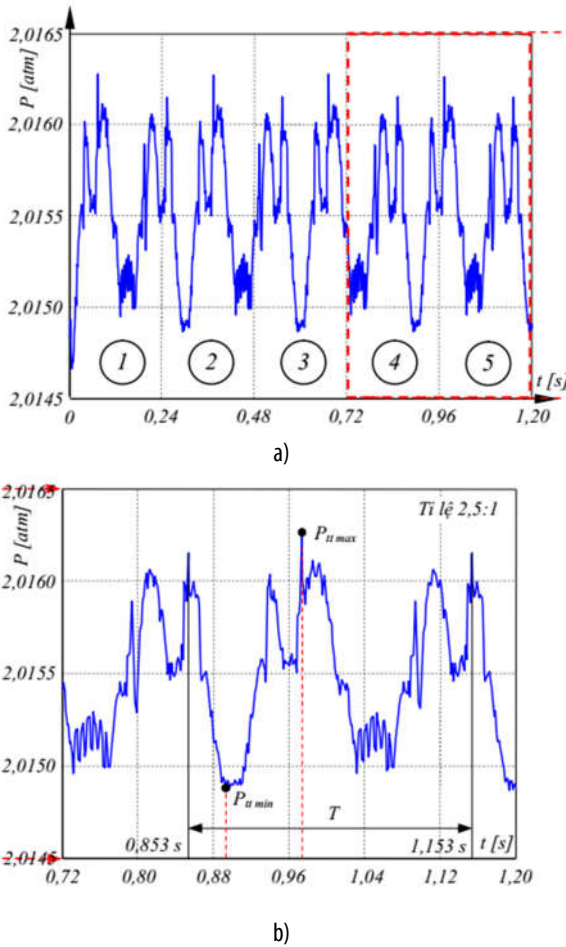 2,0165
P [atm]
2,0160
2,0155
2,0150
2,0145
1 2 3 4 5
t [s]
0 0,24 0,48 0,72 0,96 1,20
a)
2,0165
P [atm]
Tỉ lệ 2,5:1
P tt max
2,0160
2,0155
2,0150
P tt min
T
0,853 s 1,153 s t [s]
2,0145
0,72 0,80 0,88 0,96 1,04 1,12 1,20
b)